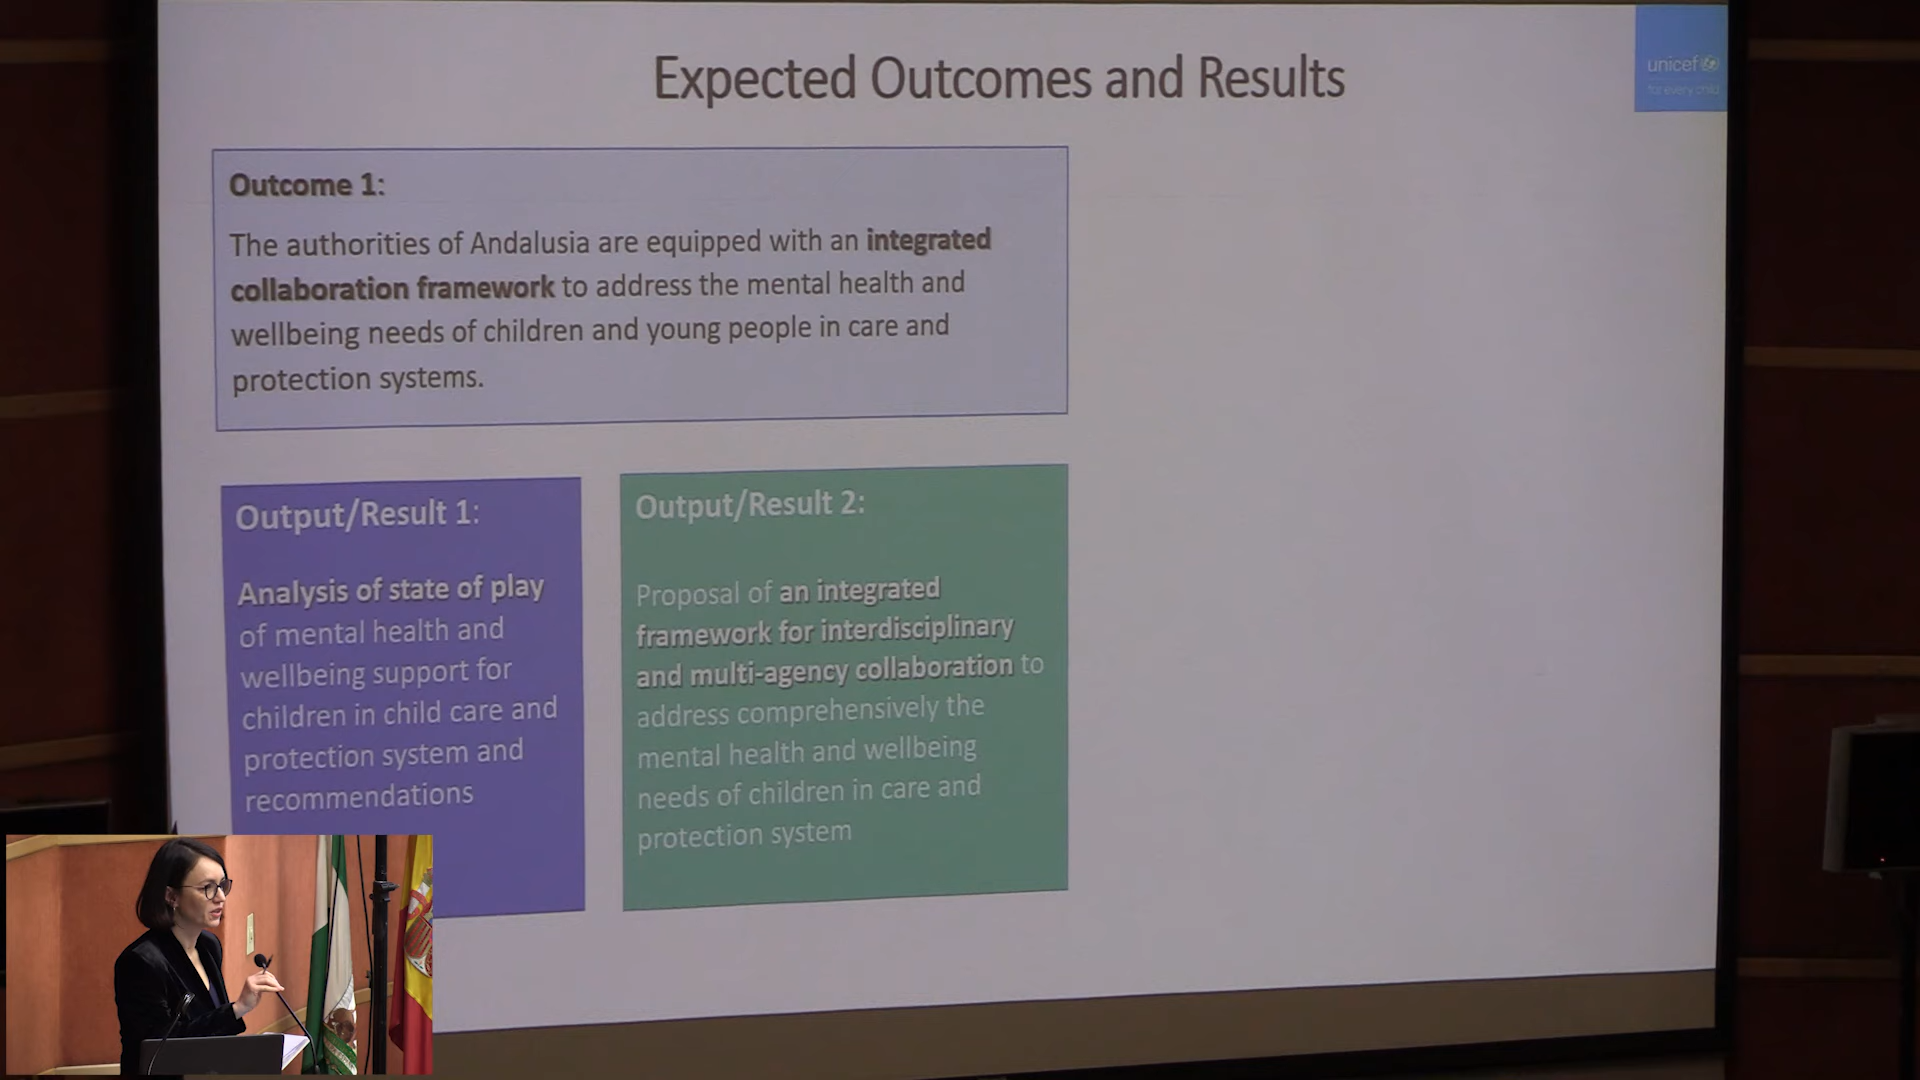 Expected Outcomes and Results
unicef
for every child
Outcome 1:
The authorities of Andalusia are equipped with an integrated
collaboration framework to address the mental health and
wellbeing needs of children and young people in care and
protection systems.
Output/Result 1:
Analysis of state of play
of mental health and
wellbeing support for
children in child care and
protection system and
recommendations
Output/Result 2:
Proposal of an integrated
framework for interdisciplinary
and multi-agency collaboration to
address comprehensively the
mental health and wellbeing
needs of children in care and
protection system